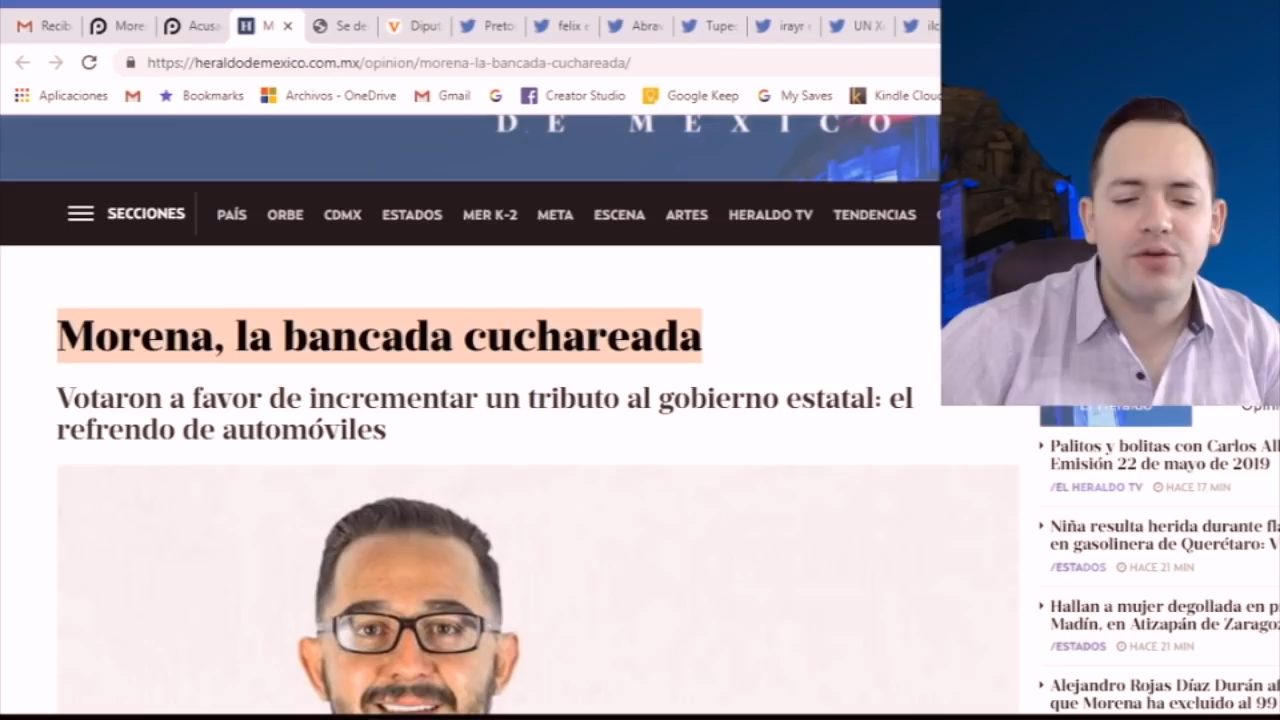 Recib
More
Acus
M
Se de
Diput
Preto
felix e
Abra
Tupe
irayr
UN X
ilc
https://heraldodemexico.com.mx/opinion/morena-la-bancada-cuchareada/
Aplicaciones
Bookmarks
Archivos - OneDrive
Gmail
Creator Studio
Google Keep
My Saves
Kindle Cloud
DE MEXICO
SECCIONES
PAÍS
ORBE
CDMX
ESTADOS
MER K-2
META
ESCENA
ARTES
HERALDO TV
TENDENCIAS
Morena, la bancada cuchareada
Votaron a favor de incrementar un tributo al gobierno estatal: el
refrendo de automóviles
Palitos y bolitas con Carlos All
Emisión 22 de mayo de 2019
/EL HERALDO TV HACE 17 MIN
Niña resulta herida durante fl
en gasolinera de Querétaro: V
/ESTADOS HACE 21 MIN
Hallan a mujer degollada en p
Madín, en Atizapán de Zarago
/ESTADOS HACE 21 MIN
Alejandro Rojas Díaz Durán a
que Morena ha excluido al 99